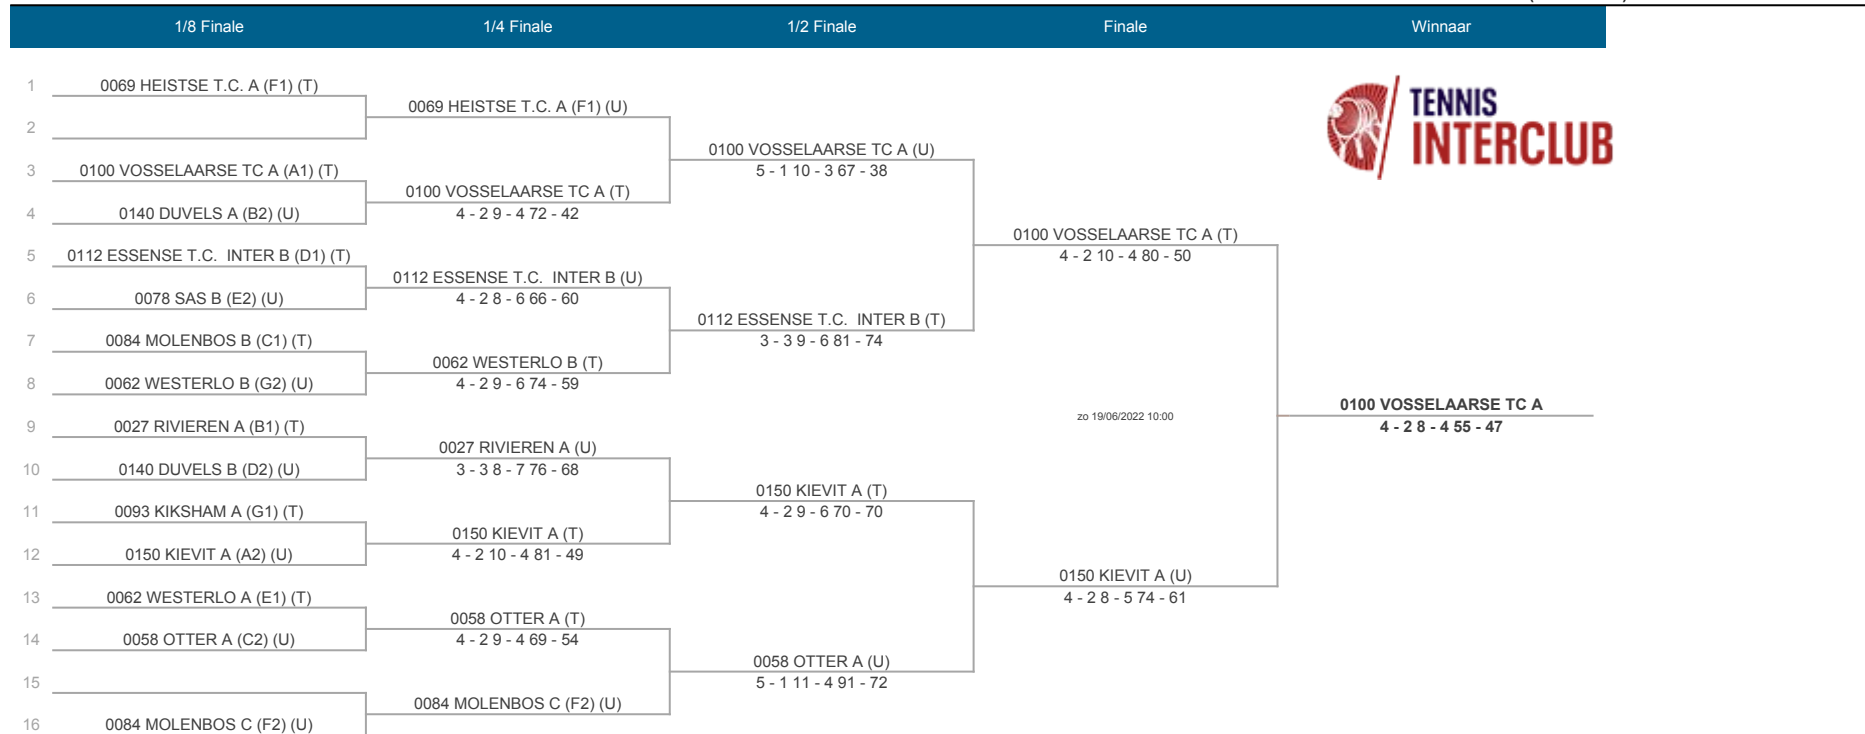 1/8 Finale 1/4 Finale 1/2 Finale Finale Winnaar
1 0069 HEISTSE T.C. A (F1) (T)
0069 HEISTSE T.C. A (F1) (U)
2
0100 VOSSELAARSE TC A (U)
5 - 1 10 - 3 67 - 38
3 0100 VOSSELAARSE TC A (A1) (T)
0100 VOSSELAARSE TC A (T)
4 - 2 9 - 4 72 - 42
4 0140 DUVELS A (B2) (U)
0100 VOSSELAARSE TC A (T)
4 - 2 10 - 4 80 - 50
5 0112 ESSENSE T.C. INTER B (D1) (T)
0112 ESSENSE T.C. INTER B (U)
4 - 2 8 - 6 66 - 60
6 0078 SAS B (E2) (U)
0112 ESSENSE T.C. INTER B (T)
3 - 3 9 - 6 81 - 74
7 0084 MOLENBOS B (C1) (T)
0062 WESTERLO B (T)
4 - 2 9 - 6 74 - 59
8 0062 WESTERLO B (G2) (U)
zo 19/06/2022 10:00
0100 VOSSELAARSE TC A
4 - 2 8 - 4 55 - 47
9 0027 RIVIEREN A (B1) (T)
0027 RIVIEREN A (U)
3 - 3 8 - 7 76 - 68
10 0140 DUVELS B (D2) (U)
0150 KIEVIT A (T)
4 - 2 9 - 6 70 - 70
11 0093 KIKSHAM A (G1) (T)
0150 KIEVIT A (T)
4 - 2 10 - 4 81 - 49
12 0150 KIEVIT A (A2) (U)
0150 KIEVIT A (U)
4 - 2 8 - 5 74 - 61
13 0062 WESTERLO A (E1) (T)
0058 OTTER A (T)
4 - 2 9 - 4 69 - 54
14 0058 OTTER A (C2) (U)
0058 OTTER A (U)
5 - 1 11 - 4 91 - 72
15
0084 MOLENBOS C (F2) (U)
16 0084 MOLENBOS C (F2) (U)
TENNIS
INTERCLUB